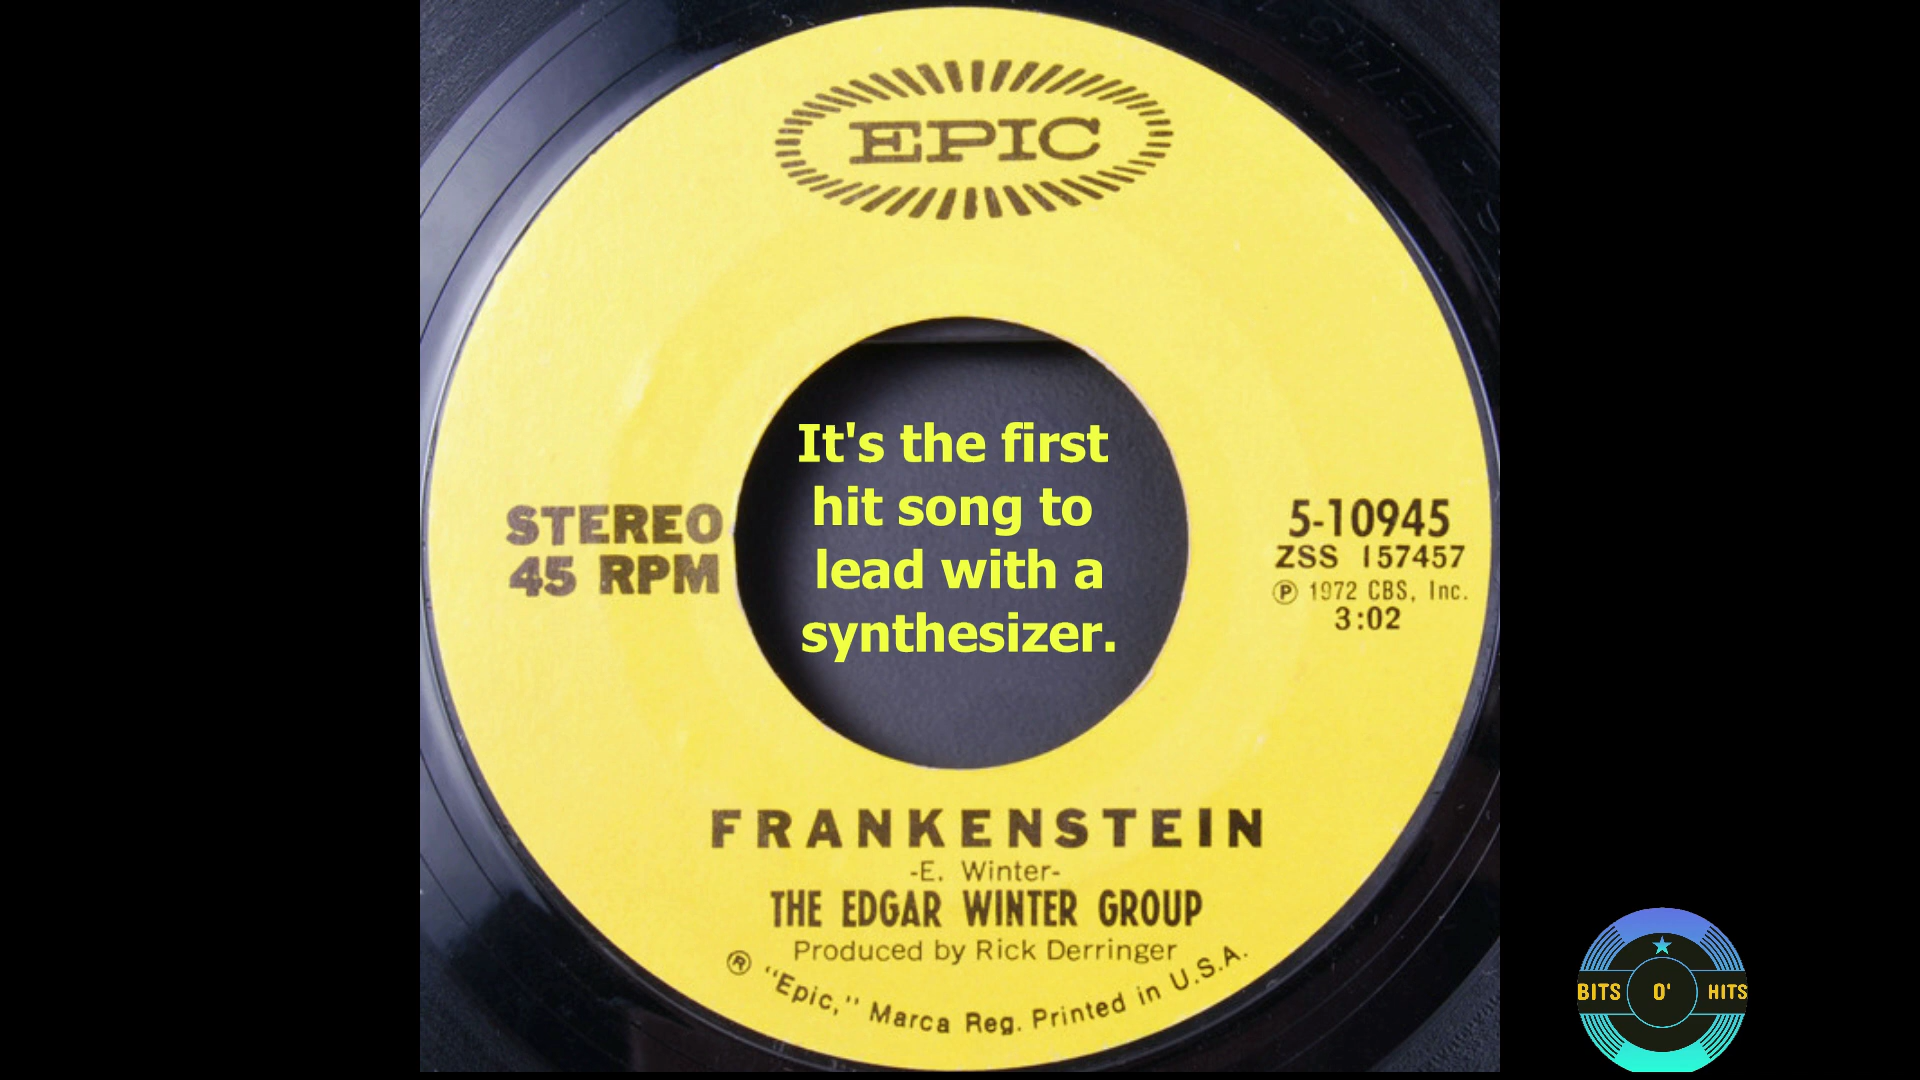 EPIC
It's the first
hit song to
lead with a
synthesizer.
STEREO
45 RPM
5-10945
ZSS 157457
Ⓟ 1972 CBS, Inc.
3:02
FRANKENSTEIN
-E. Winter-
THE EDGAR WINTER GROUP
Produced by Rick Derringer
® "Epic," Marca Reg. Printed in U.S.A.
BITS O' HITS